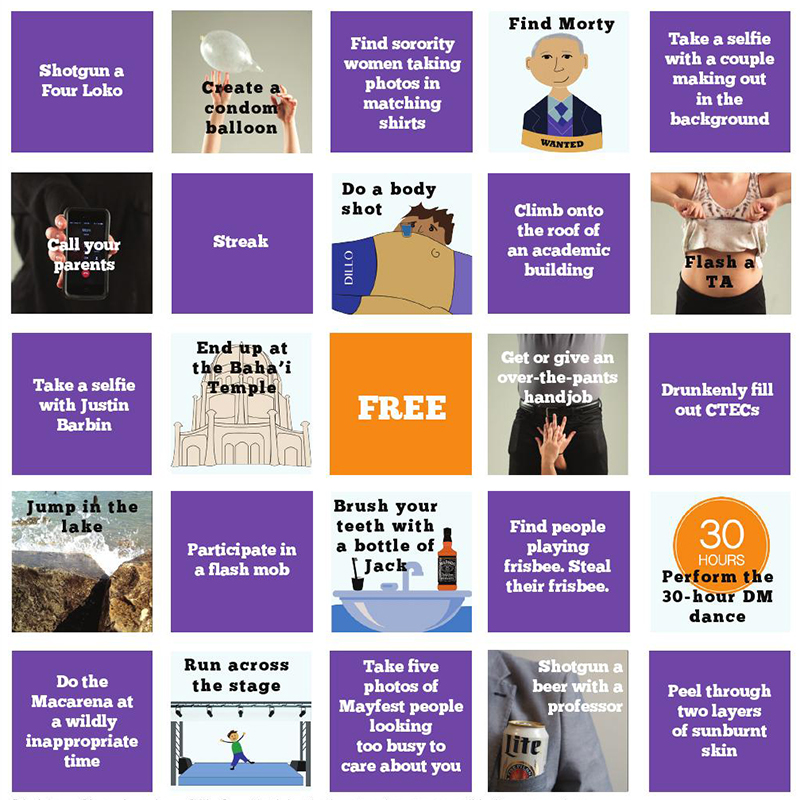 Shotgun a
Four Loko
Create a
condom
balloon
Find sorority
women taking
photos in
matching
shirts
Find Morty
WANTED
Take a selfie
with a couple
making out
in the
background
Call your
parents
Streak
Do a body
shot
DILLO
Climb onto
the roof of
an academic
building
Flash a
TA
Take a selfie
with Justin
Barbin
End up at
the Baha’i
Temple
FREE
Get or give an
over-the-pants
handjob
Drunkenly fill
out CTECs
Jump in the
lake
Participate in
a flash mob
Brush your
teeth with
a bottle of
Jack
Find people
playing
frisbee. Steal
their frisbee.
30
HOURS
Perform the
30-hour DM
dance
Do the
Macarena at
a wildly
inappropriate
time
Run across
the stage
Take five
photos of
Mayfest people
looking
too busy to
care about you
Shotgun a
beer with a
professor
Lite
Peel through
two layers
of sunburnt
skin